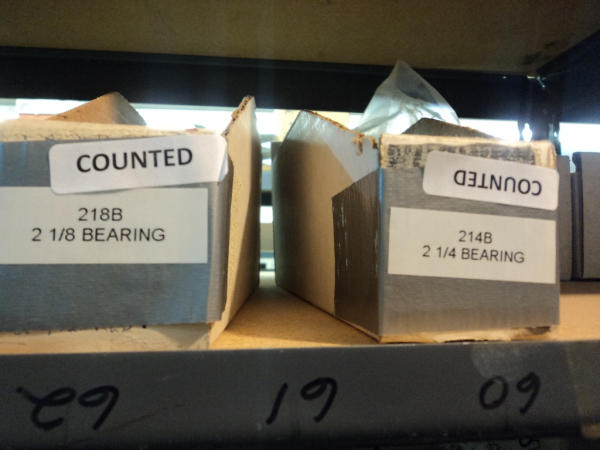 COUNTED
218B
2 1/8 BEARING
COUNTED
214B
2 1/4 BEARING
62
61
60